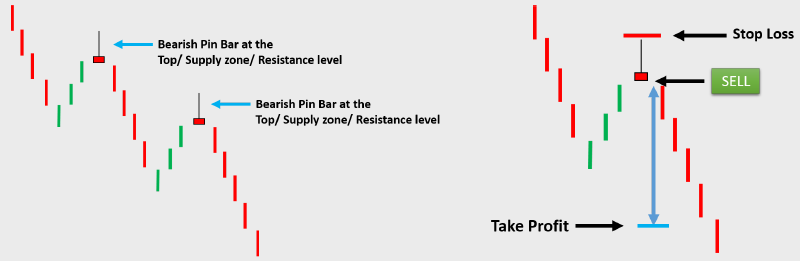 Bearish Pin Bar at the
Top/ Supply zone/ Resistance level
Bearish Pin Bar at the
Top/ Supply zone/ Resistance level
Stop Loss
SELL
Take Profit